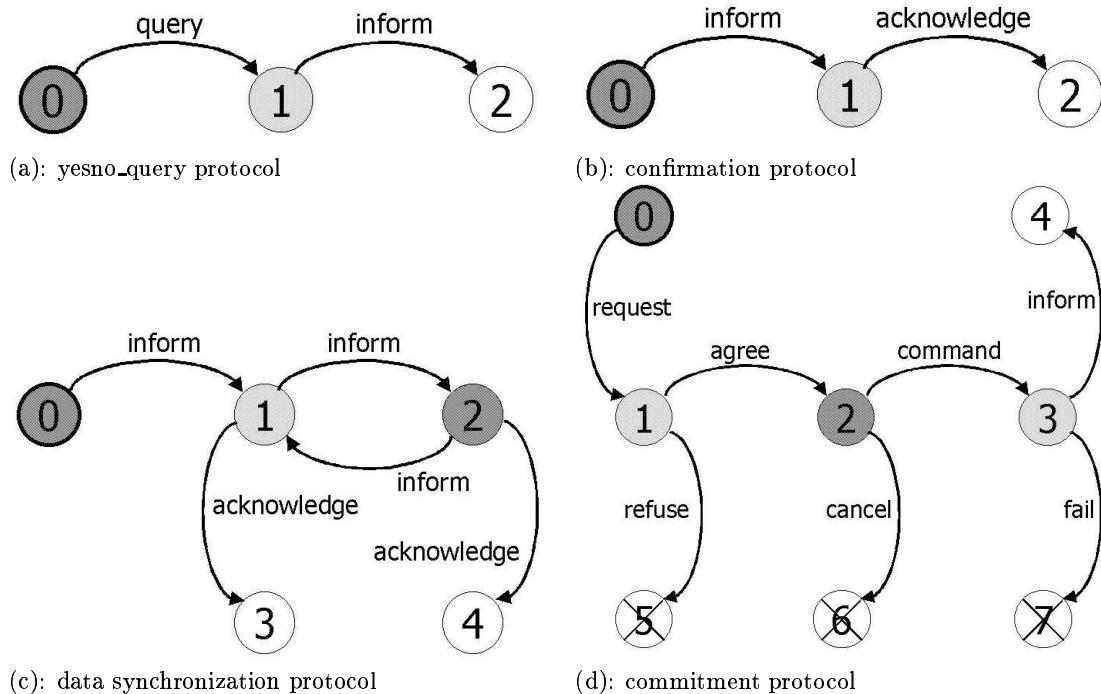 query
inform
0
1
2
(a): yesno_query protocol
inform
acknowledge
0
1
2
(b): confirmation protocol
inform
inform
0
1
2
inform
acknowledge
acknowledge
3
4
(c): data synchronization protocol
0
4
request
inform
agree
command
1
2
3
refuse
cancel
fail
5
6
7
(d): commitment protocol